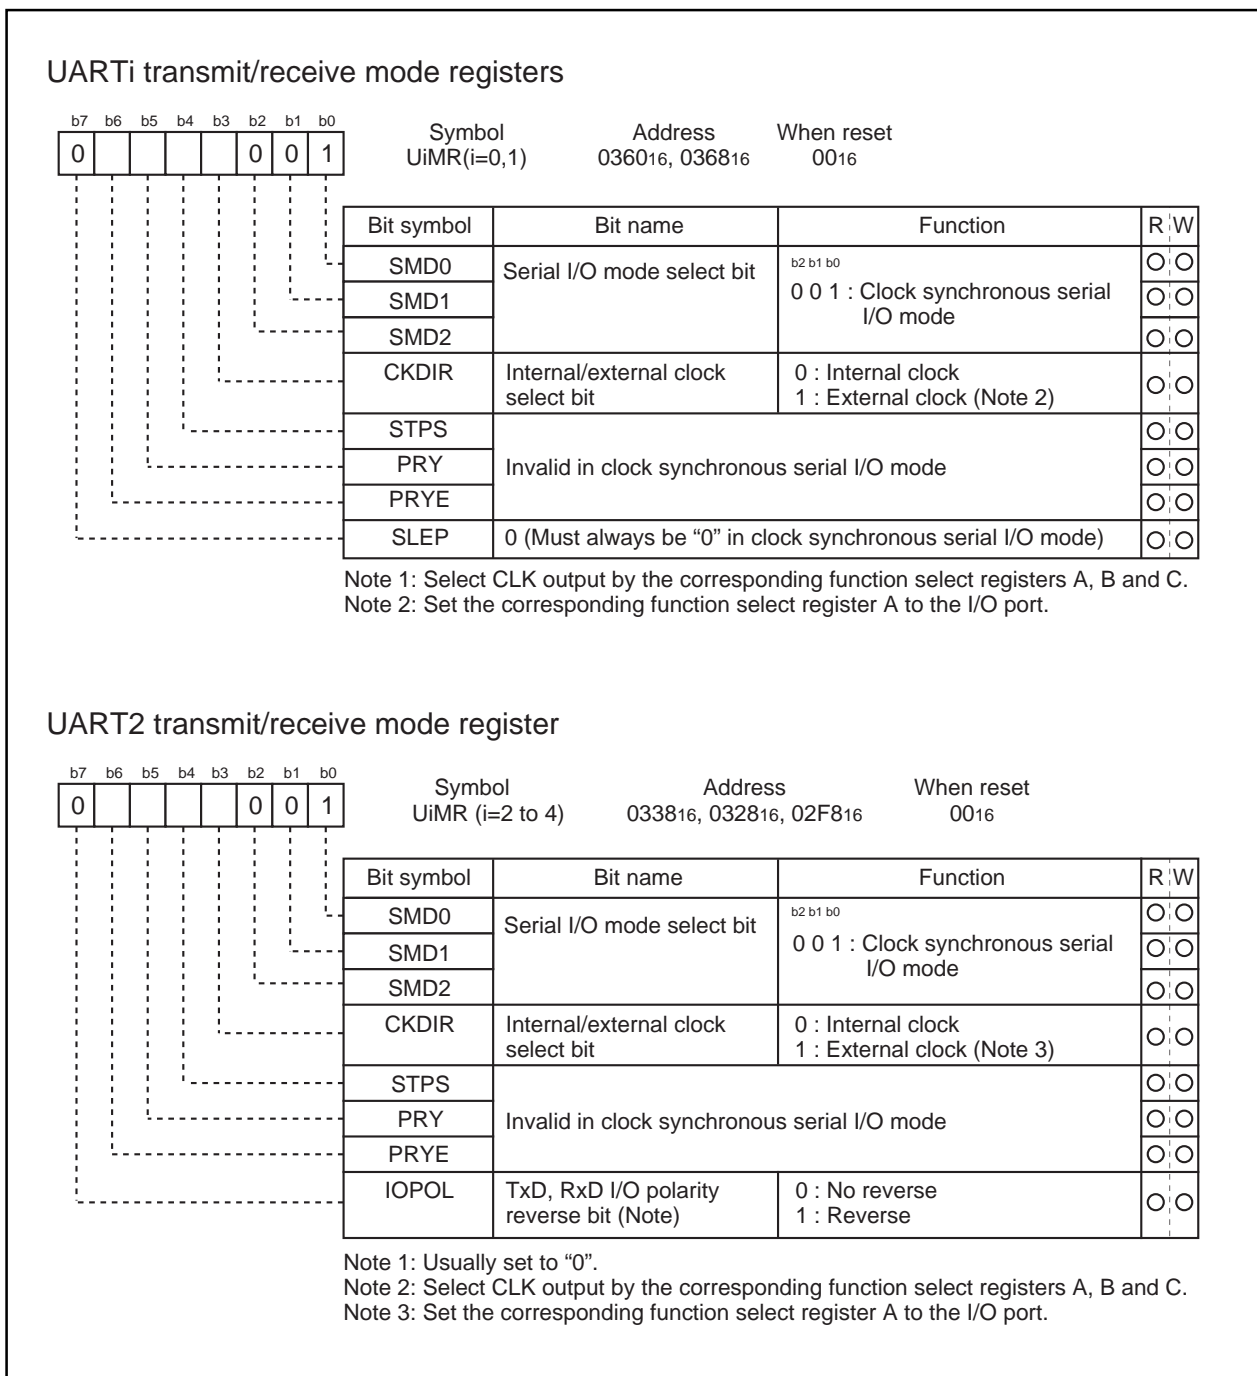 UARTi transmit/receive mode registers
b7 b6 b5 b4 b3 b2 b1 b0
0 0 0 1
Symbol Address When reset
UiMR(i=0,1) 036016, 036816 0016
Bit symbol Bit name Function R W
SMD0 Serial I/O mode select bit b2 b1 b0
SMD1 0 0 1 : Clock synchronous serial
I/O mode
SMD2
CKDIR Internal/external clock 0 : Internal clock
select bit 1 : External clock (Note 2)
STPS
PRY Invalid in clock synchronous serial I/O mode
PRYE
SLEP 0 (Must always be “0” in clock synchronous serial I/O mode)
Note 1: Select CLK output by the corresponding function select registers A, B and C.
Note 2: Set the corresponding function select register A to the I/O port.
UART2 transmit/receive mode register
b7 b6 b5 b4 b3 b2 b1 b0
0 0 0 1
Symbol Address When reset
UiMR (i=2 to 4) 033816, 032816, 02F816 0016
Bit symbol Bit name Function R W
SMD0 Serial I/O mode select bit b2 b1 b0
SMD1 0 0 1 : Clock synchronous serial
I/O mode
SMD2
CKDIR Internal/external clock 0 : Internal clock
select bit 1 : External clock (Note 3)
STPS
PRY Invalid in clock synchronous serial I/O mode
PRYE
IOPOL TxD, RxD I/O polarity 0 : No reverse
reverse bit (Note) 1 : Reverse
Note 1: Usually set to “0”.
Note 2: Select CLK output by the corresponding function select registers A, B and C.
Note 3: Set the corresponding function select register A to the I/O port.